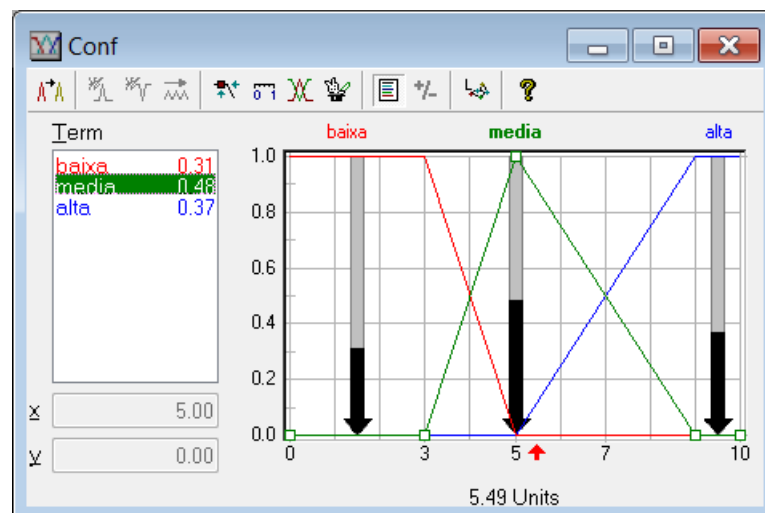 Conf
Term
baixa 0.31
media 0.48
alta 0.37
x 5.00
y 0.00
baixa media alta
1.0
0.8
0.6
0.4
0.2
0.0
0 3 5 7 10
5.49 Units